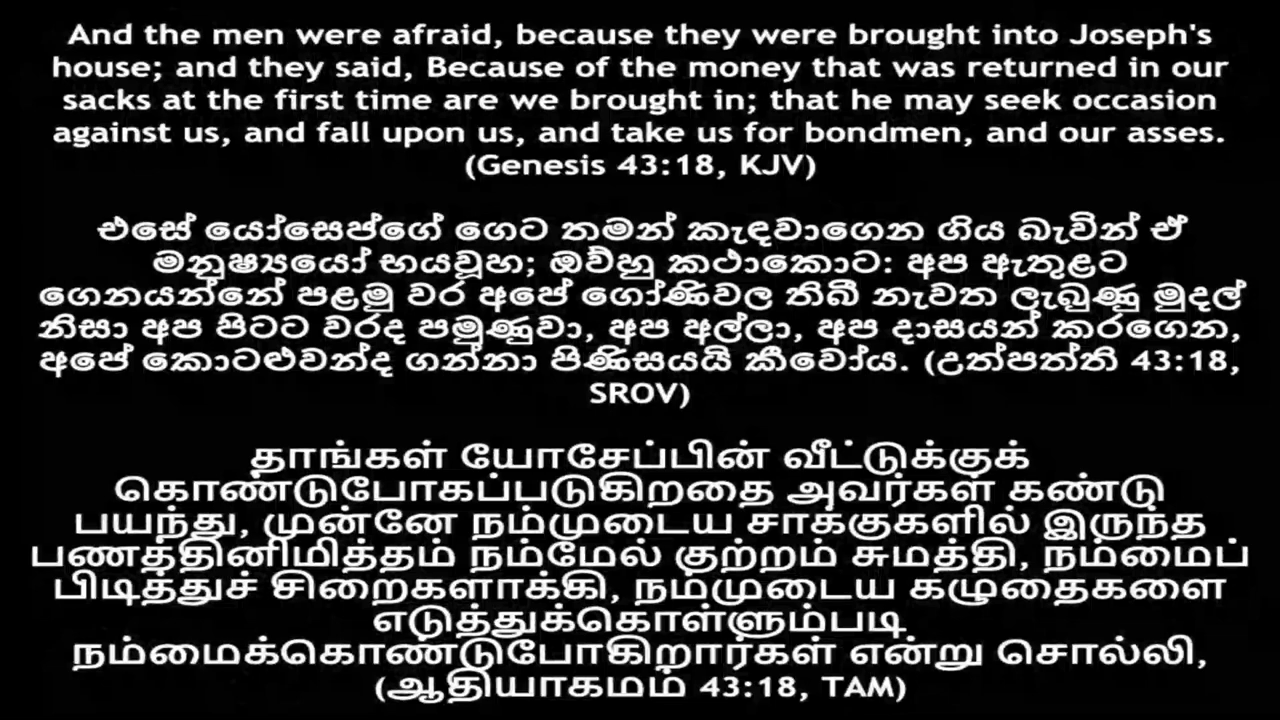 And the men were afraid, because they were brought into Joseph's
house; and they said, Because of the money that was returned in our
sacks at the first time are we brought in; that he may seek occasion
against us, and fall upon us, and take us for bondmen, and our asses.
(Genesis 43:18, KJV)
එසේ යෝසෙප්ගේ ගෙට තමන් කැඳවාගෙන ගිය බැවින් ඒ
මනුෂ්‍යයෝ භයවූහ; ඔව්හු කථාකොට: අප ඇතුළට
ගෙනයන්නේ පළමු වර අපේ ගෝණිවල තිබී නැවත ලැබුණු මුදල්
නිසා අප පිටට වරද පමුණුවා, අප අල්ලා, අප දාසයන් කරගෙන,
අපේ කොටළුවන්ද ගන්නා පිණිසයයි කීවෝය. (උත්පත්ති 43:18,
SROV)
தாங்கள் யோசேப்பின் வீட்டுக்குக்
கொண்டுபோகப்படுகிறதை அவர்கள் கண்டு
பயந்து, முன்னே நம்முடைய சாக்குகளில் இருந்த
பணத்தினிமித்தம் நம்மேல் குற்றம் சுமத்தி, நம்மைப்
பிடித்துச் சிறைகளாக்கி, நம்முடைய கழுதைகளை
எடுத்துக்கொள்ளும்படி
நம்மைக்கொண்டுபோகிறார்கள் என்று சொல்லி,
(ஆதியாகமம் 43:18, TAM)